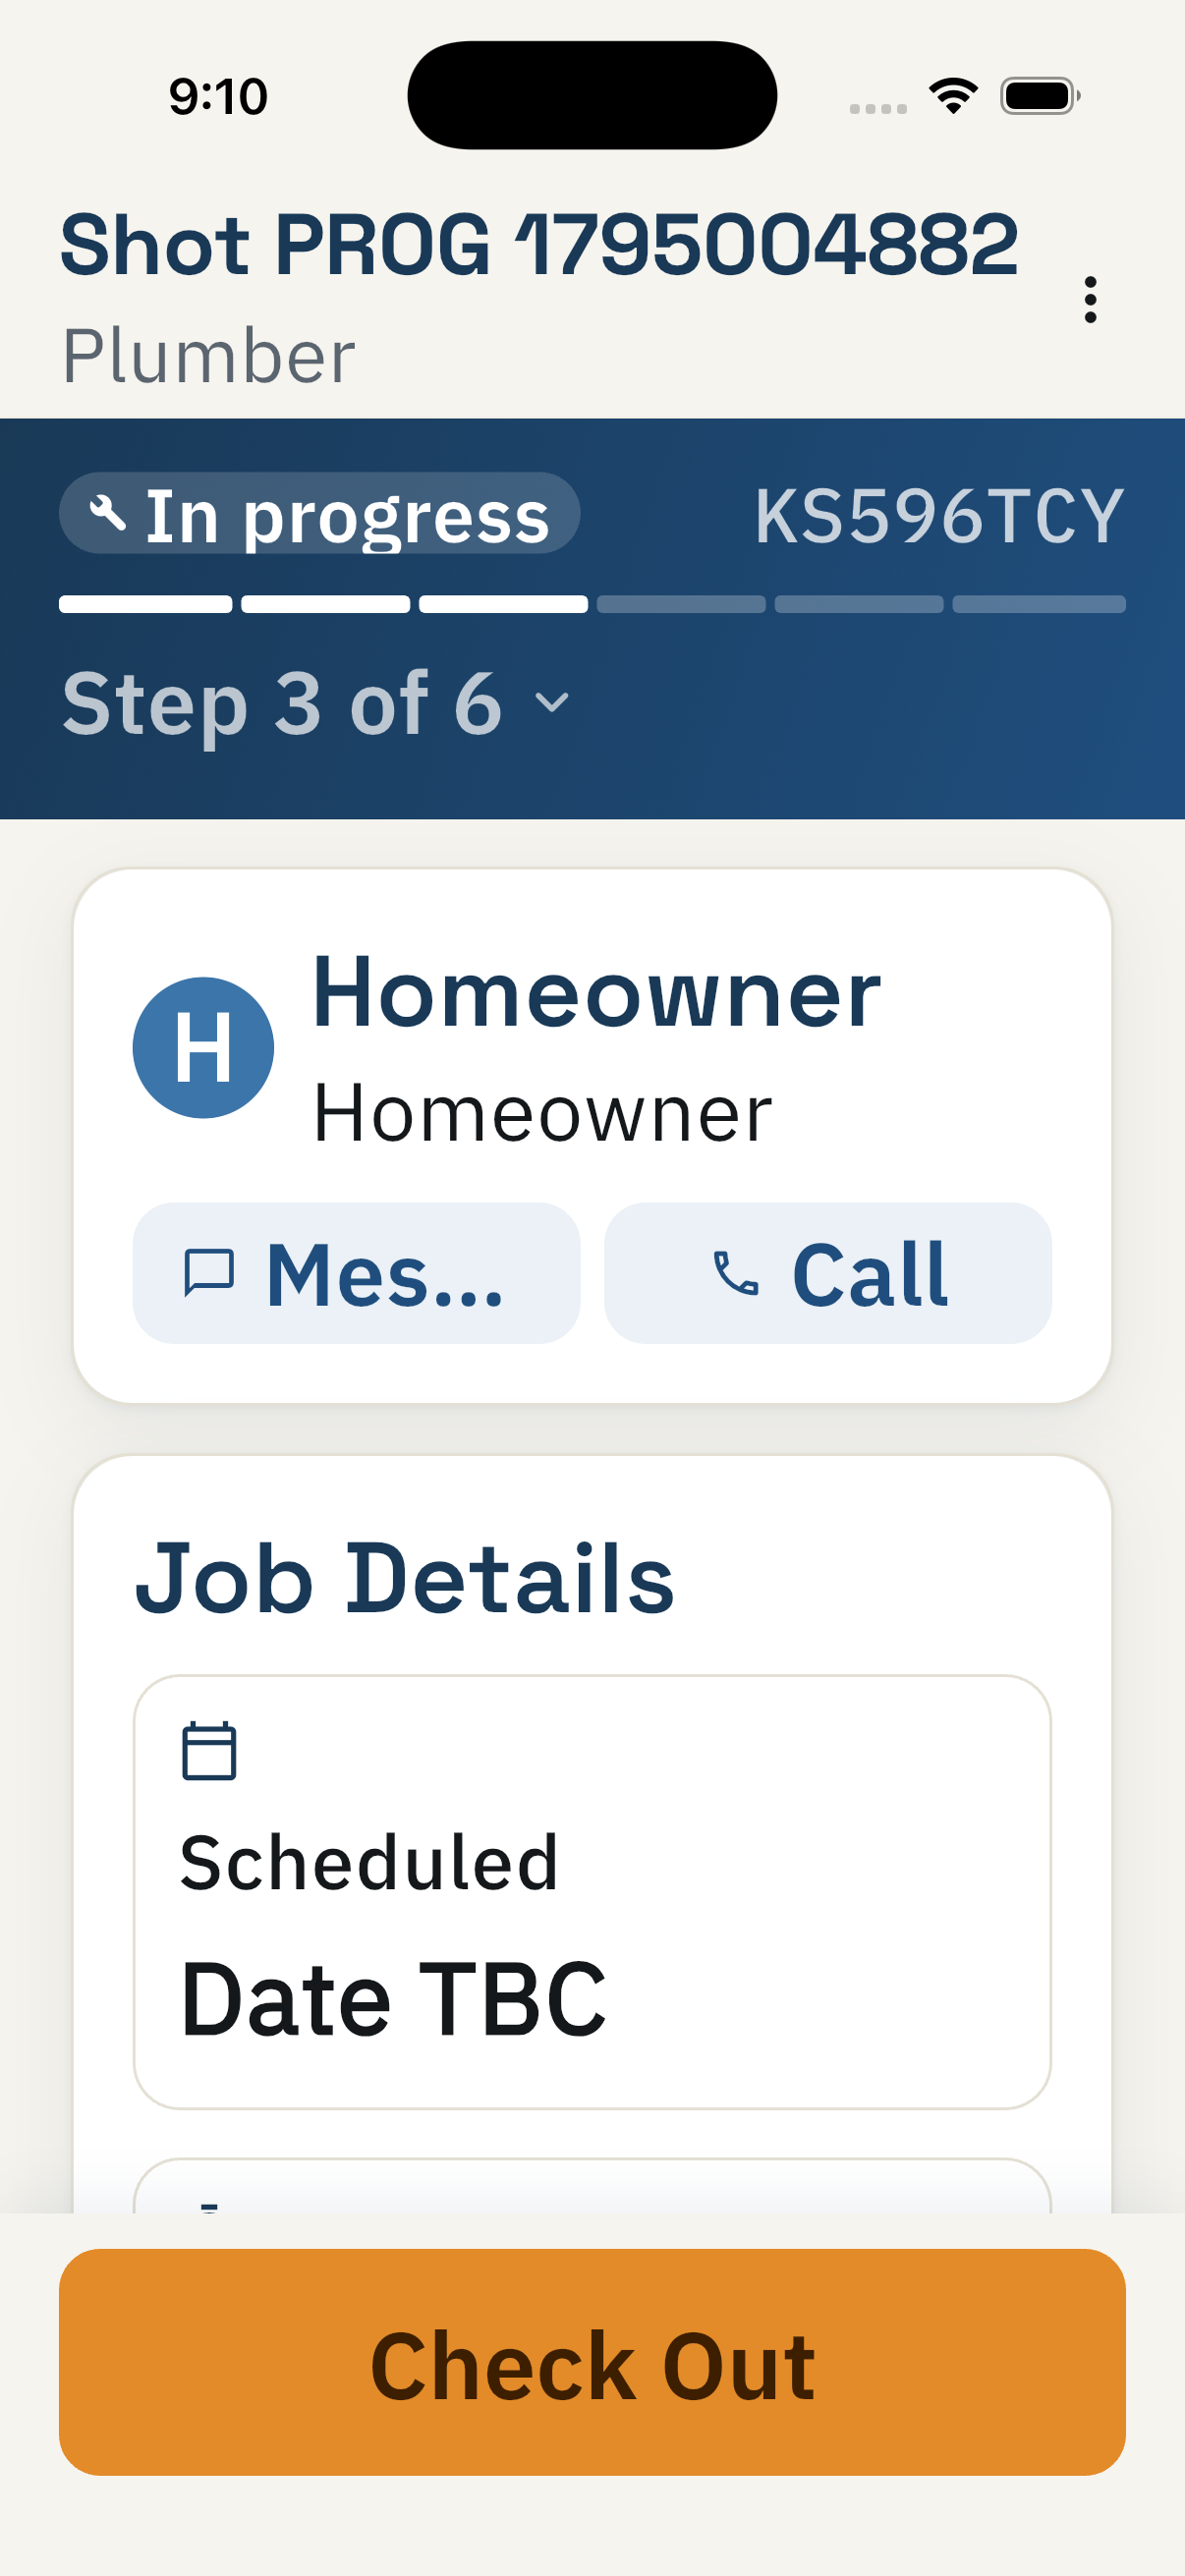 9:10
Shot PROG 1795004882
Plumber
In progress
KS596TCY
Step 3 of 6
H
Homeowner
Homeowner
Mes...
Call
Job Details
Scheduled
Date TBC
Check Out